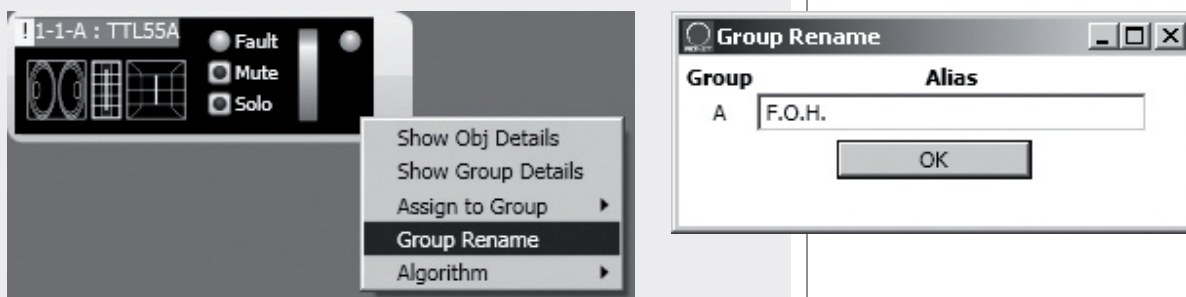 ! 1-1-A : TTL55A
Fault
Mute
Solo
Show Obj Details
Show Group Details
Assign to Group
Group Rename
Algorithm
Group Rename
Group Alias
A F.O.H.
OK